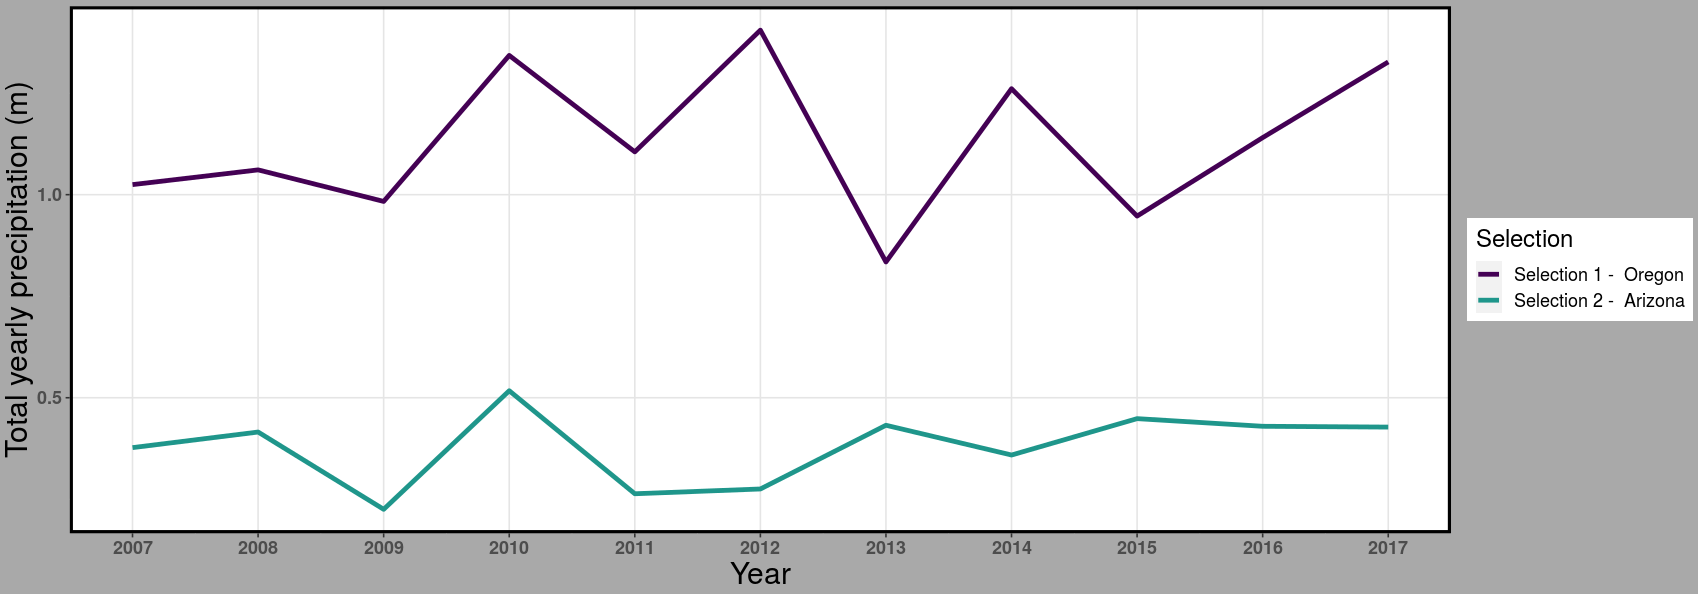 Total yearly precipitation (m)
1.0
0.5
2007 2008 2009 2010 2011 2012 2013 2014 2015 2016 2017
Year
Selection
Selection 1 -  Oregon
Selection 2 -  Arizona